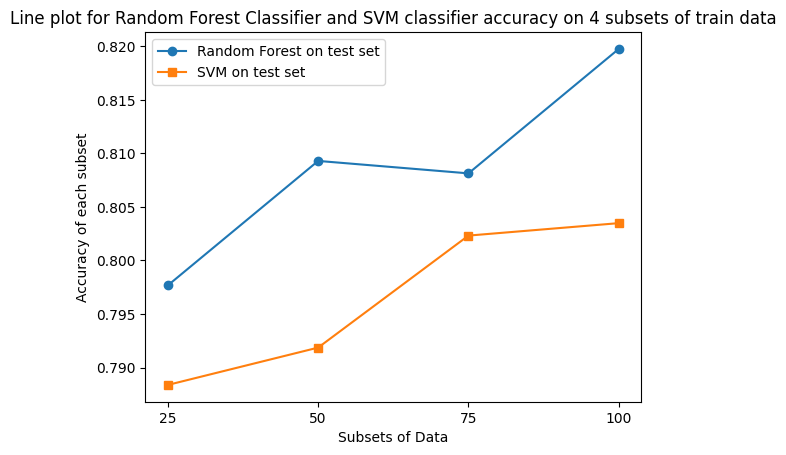 Line plot for Random Forest Classifier and SVM classifier accuracy on 4 subsets of train data
Random Forest on test set
SVM on test set
Accuracy of each subset
0.820
0.815
0.810
0.805
0.800
0.795
0.790
25 50 75 100
Subsets of Data